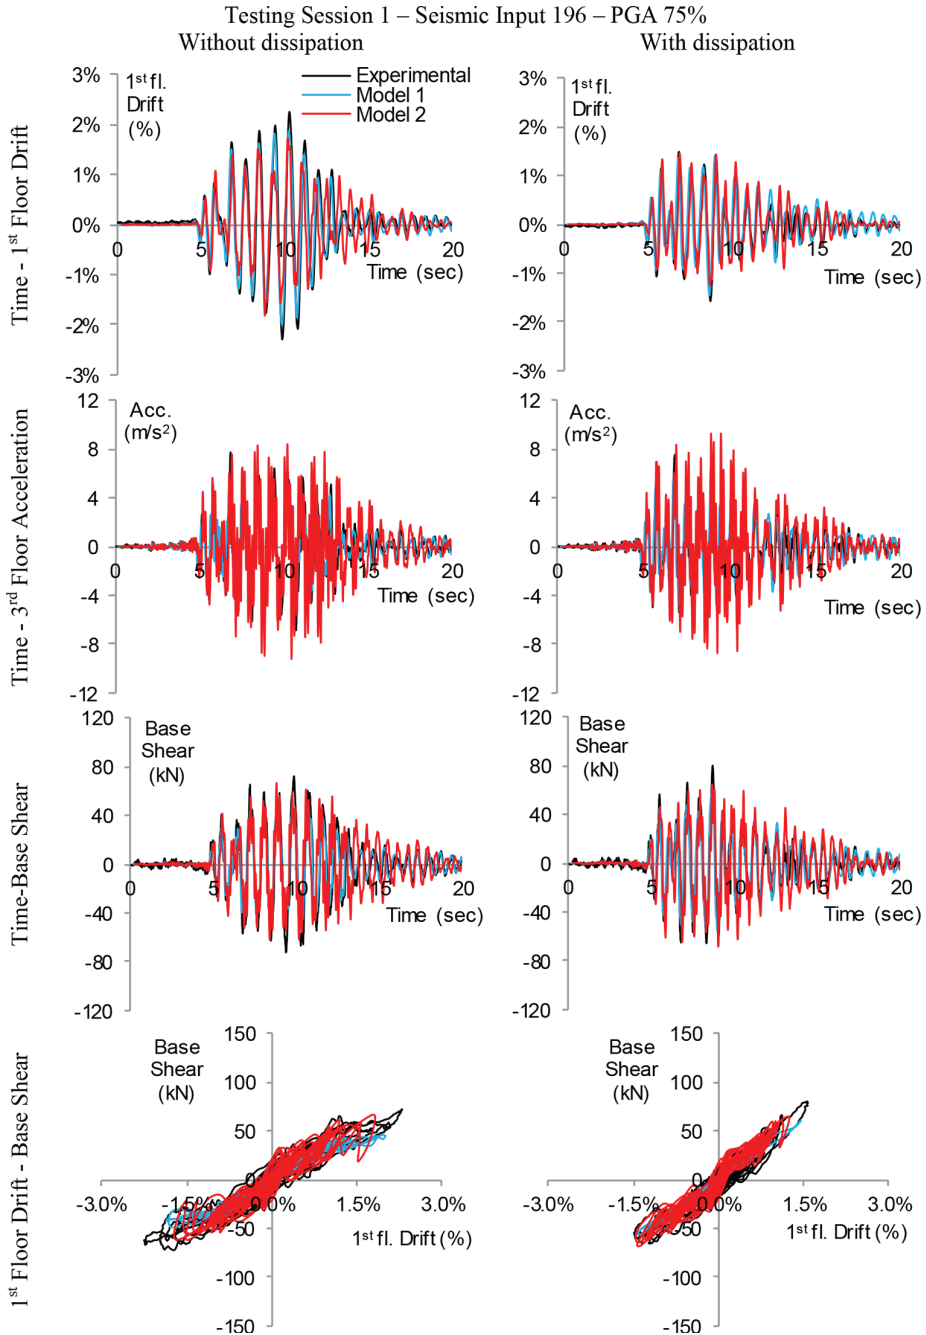 Testing Session 1 – Seismic Input 196 – PGA 75%
Without dissipation
With dissipation
Time - 1st Floor Drift
3%
2%
1%
0%
-1%
-2%
-3%
1st fl.
Drift
(%)
Experimental
Model 1
Model 2
0
5
10
15
20
Time (sec)
3%
2%
1%
0%
-1%
-2%
-3%
1st fl.
Drift
(%)
0
5
10
15
20
Time (sec)
Time - 3rd Floor Acceleration
12
8
4
0
-4
-8
-12
Acc.
(m/s2)
0
5
10
15
20
Time (sec)
12
8
4
0
-4
-8
-12
Acc.
(m/s2)
0
5
10
15
20
Time (sec)
Time-Base Shear
120
80
40
0
-40
-80
-120
Base
Shear
(kN)
0
5
10
15
20
Time (sec)
120
80
40
0
-40
-80
-120
Base
Shear
(kN)
0
5
10
15
20
Time (sec)
1st Floor Drift - Base Shear
150
100
50
0
-50
-100
-150
Base
Shear
(kN)
-3.0%
-1.5%
0.0%
1.5%
3.0%
1st fl. Drift (%)
150
100
50
0
-50
-100
-150
Base
Shear
(kN)
-3.0%
-1.5%
0.0%
1.5%
3.0%
1st fl. Drift (%)